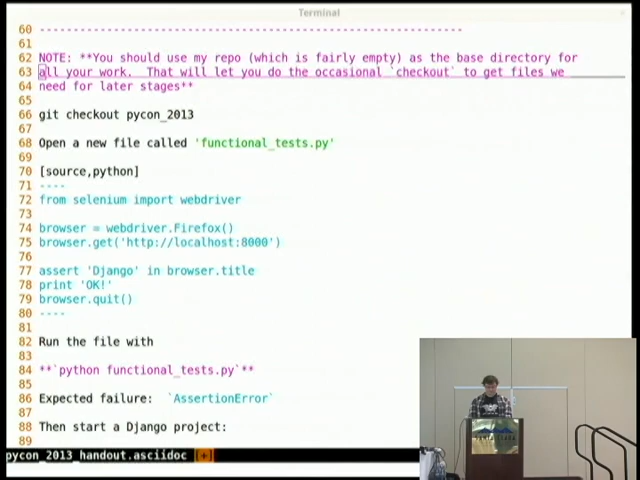 Terminal
60 ----------------------------------------------------------------
61
62 NOTE: **You should use my repo (which is fairly empty) as the base directory for
63 all your work.  That will let you do the occasional `checkout` to get files we
64 need for later stages**
65
66 git checkout pycon_2013
67
68 Open a new file called 'functional_tests.py'
69
70 [source,python]
71 ----
72 from selenium import webdriver
73
74 browser = webdriver.Firefox()
75 browser.get('http://localhost:8000')
76
77 assert 'Django' in browser.title
78 print 'OK!'
79 browser.quit()
80 ----
81
82 Run the file with
83
84 **`python functional_tests.py`**
85
86 Expected failure:  `AssertionError`
87
88 Then start a Django project:
89
pycon_2013_handout.asciidoc [+]